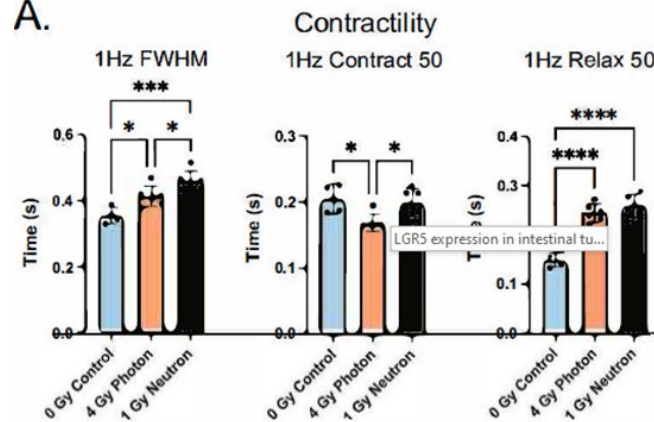 A.
Contractility
1Hz FWHM
1Hz Contract 50
1Hz Relax 50
***
*
*
*
*
****
****
Time (s)
0.6
0.4
0.2
0.0
Time (s)
0.3
0.2
0.1
0.0
Time (s)
0.4
0.3
0.1
0.0
LGR5 expression in intestinal tu...
0 Gy Control
4 Gy Photon
1 Gy Neutron
0 Gy Control
4 Gy Photon
1 Gy Neutron
0 Gy Control
4 Gy Photon
1 Gy Neutron